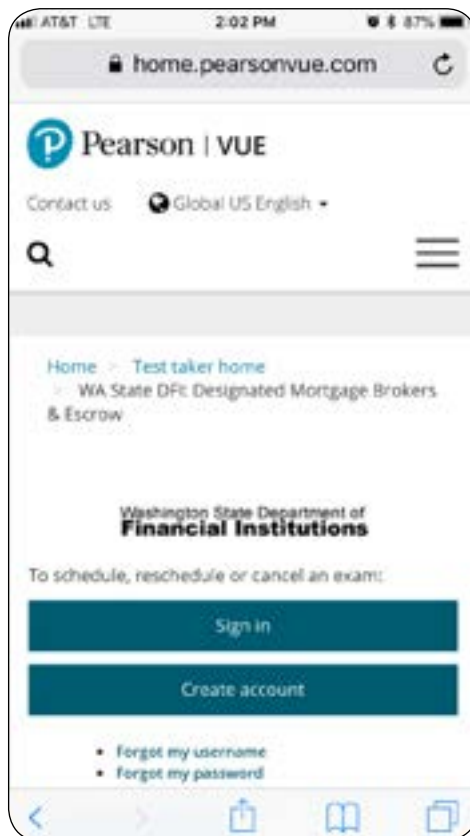 AT&T LTE 2:02 PM 87%
home.pearsonvue.com
Pearson | VUE
Contact us Global US English
Home > Test taker home
> WA State DFI: Designated Mortgage Brokers
& Escrow
Washington State Department of
Financial Institutions
To schedule, reschedule or cancel an exam:
Sign in
Create account
• Forgot my username
• Forgot my password